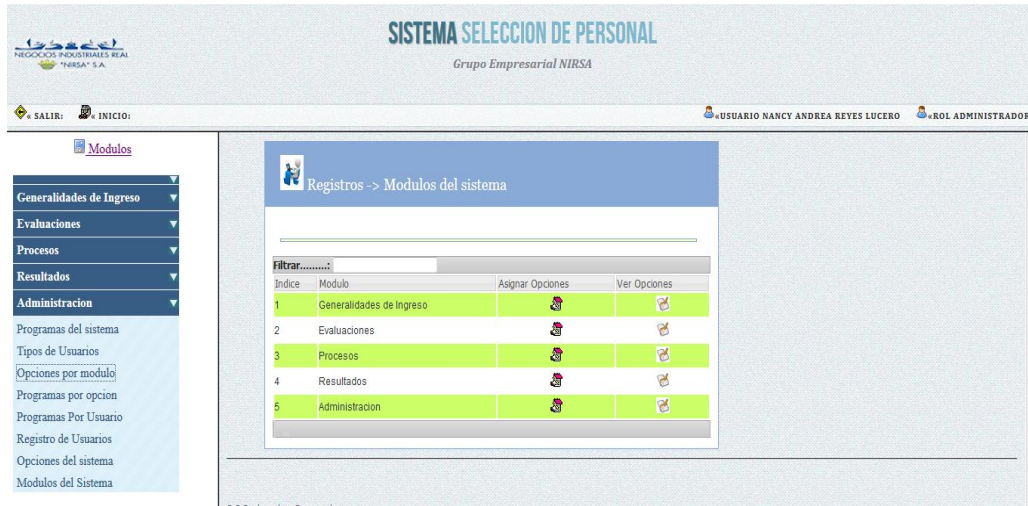 SISTEMA SELECCION DE PERSONAL
Grupo Empresarial NIRSA
NEGOCIOS INDUSTRIALES REAL
"NIRSA" S.A.
« SALIR: « INICIO: «USUARIO NANCY ANDREA REYES LUCERO «ROL ADMINISTRADOR
Modulos
Generalidades de Ingreso
Evaluaciones
Procesos
Resultados
Administracion
Programas del sistema
Tipos de Usuarios
Opciones por modulo
Programas por opcion
Programas Por Usuario
Registro de Usuarios
Opciones del sistema
Modulos del Sistema
Registros -> Modulos del sistema
Filtrar.........:
Indice Modulo Asignar Opciones Ver Opciones
1 Generalidades de Ingreso
2 Evaluaciones
3 Procesos
4 Resultados
5 Administracion